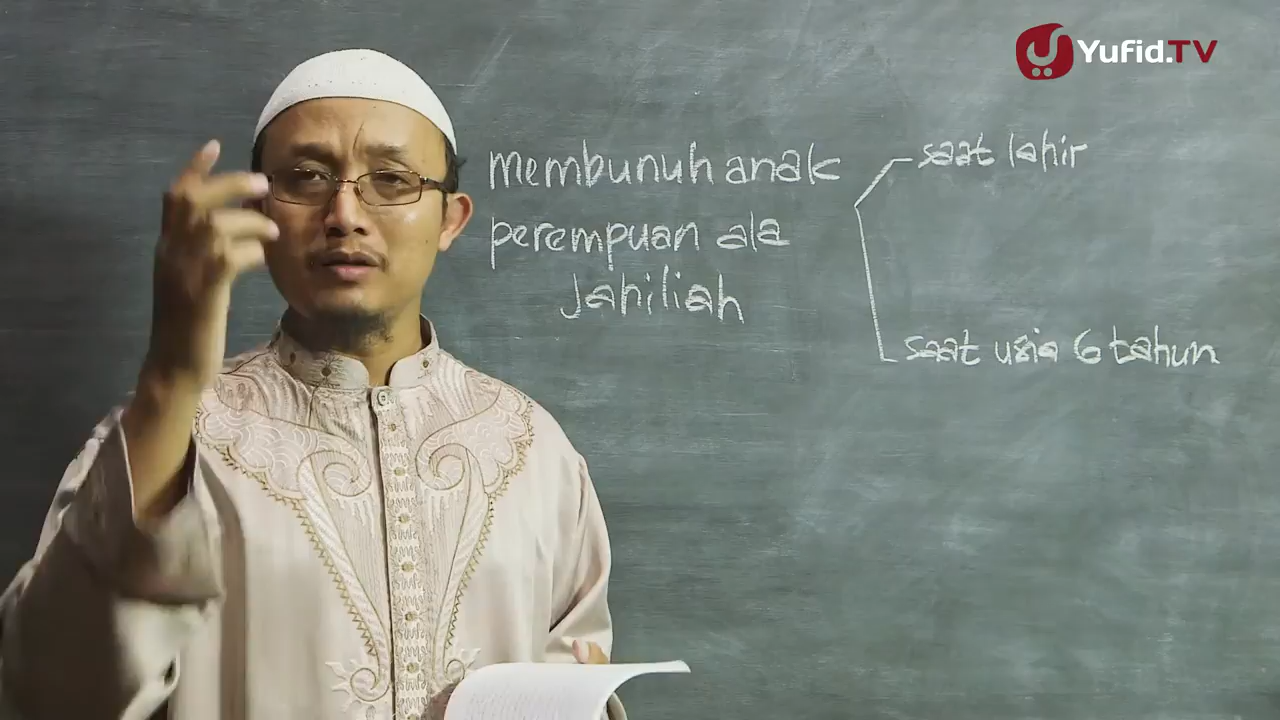 Yufid.TV
membunuh anak
perempuan ala
Jahiliah
saat lahir
saat usia 6 tahun